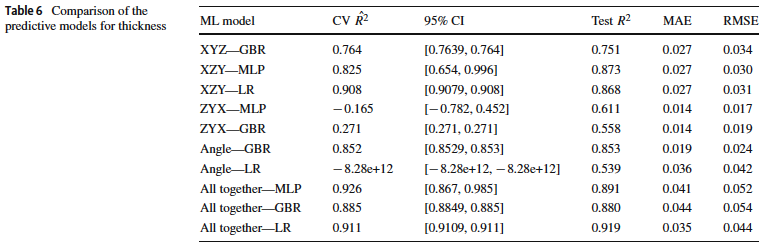 Table 6 Comparison of the
predictive models for thickness
ML model CV R̂² 95% CI Test R² MAE RMSE
XYZ—GBR 0.764 [0.7639, 0.764] 0.751 0.027 0.034
XZY—MLP 0.825 [0.654, 0.996] 0.873 0.027 0.030
XZY—LR 0.908 [0.9079, 0.908] 0.868 0.027 0.031
ZYX—MLP − 0.165 [− 0.782, 0.452] 0.611 0.014 0.017
ZYX—GBR 0.271 [0.271, 0.271] 0.558 0.014 0.019
Angle—GBR 0.852 [0.8529, 0.853] 0.853 0.019 0.024
Angle—LR − 8.28e+12 [− 8.28e+12, − 8.28e+12] 0.539 0.036 0.042
All together—MLP 0.926 [0.867, 0.985] 0.891 0.041 0.052
All together—GBR 0.885 [0.8849, 0.885] 0.880 0.044 0.054
All together—LR 0.911 [0.9109, 0.911] 0.919 0.035 0.044